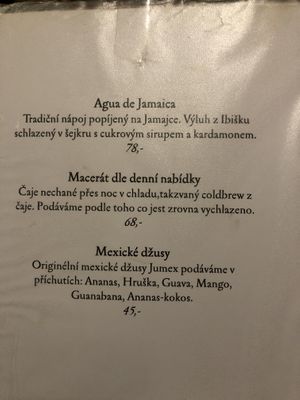 Agua de Jamaica
Tradiční nápoj popíjený na Jamajce. Výluh z Ibišku
schlazený v šejkru s cukrovým sirupem a kardamonem.
78,-
Macerát dle denní nabídky
Čaje nechané přes noc v chladu,takzvaný coldbrew z
čaje. Podáváme podle toho co jest zrovna vychlazeno.
68,-
Mexické džusy
Originélní mexické džusy Jumex podáváme v
příchutích: Ananas, Hruška, Guava, Mango,
Guanabana, Ananas-kokos.
45,-